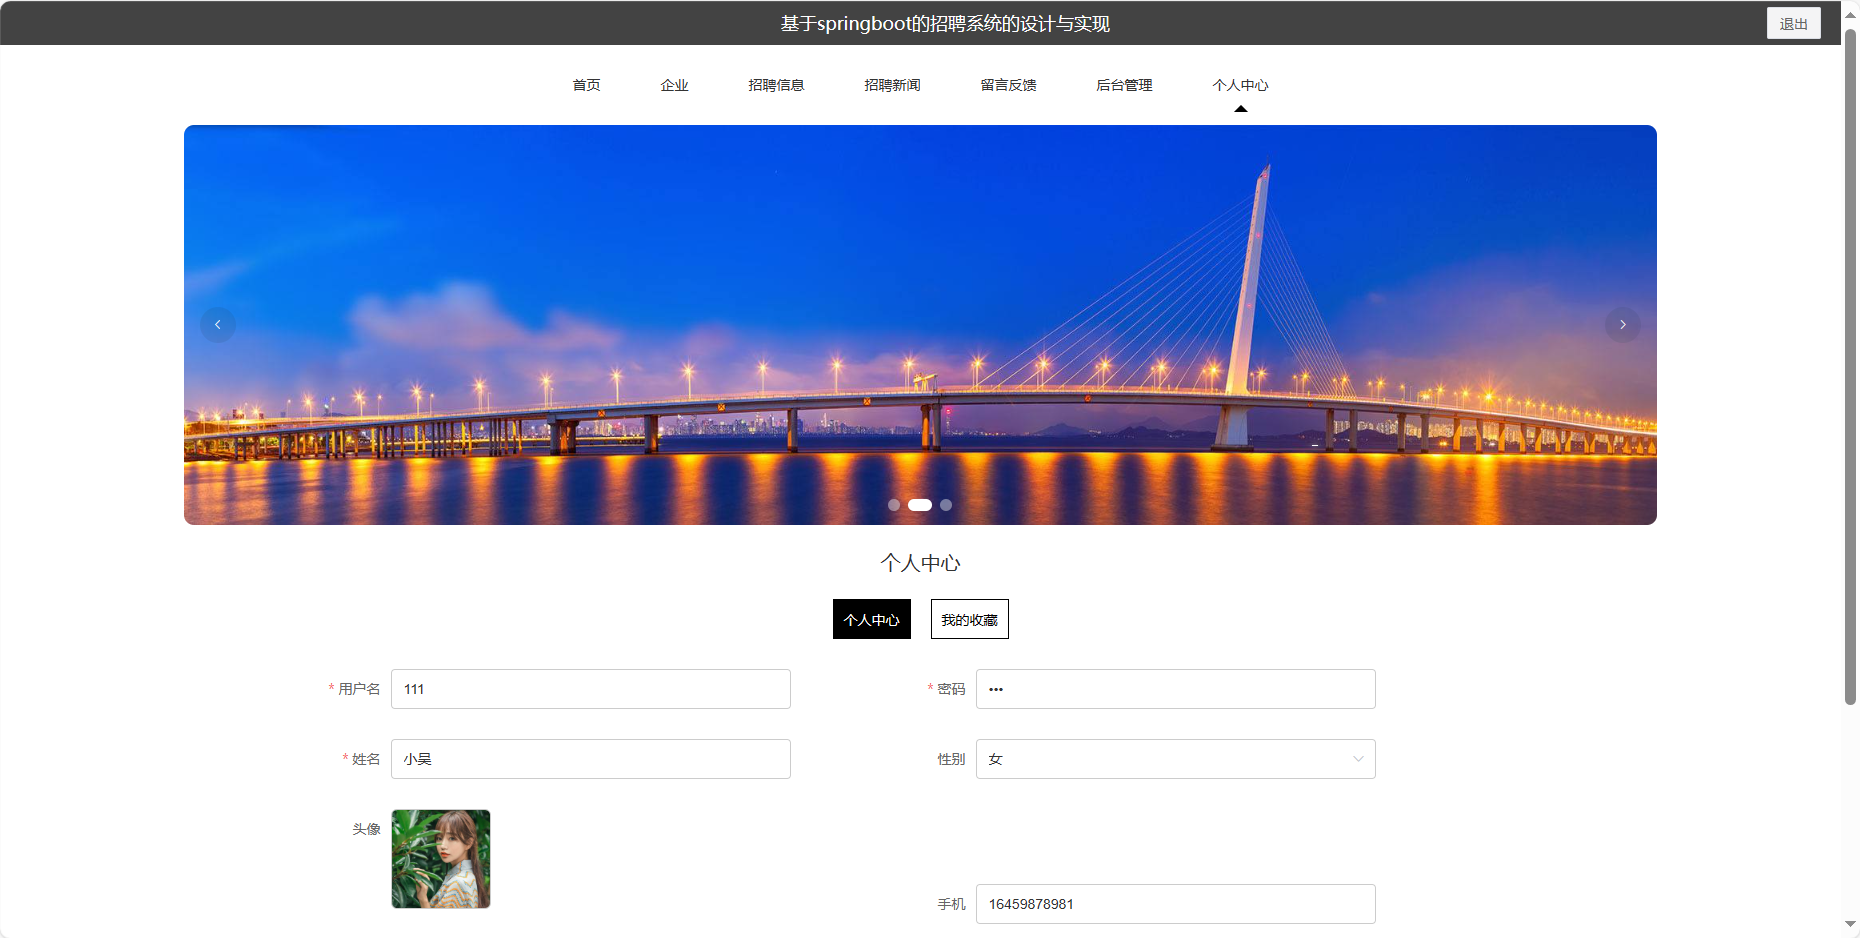 基于springboot的招聘系统的设计与实现
退出
首页 企业 招聘信息 招聘新闻 留言反馈 后台管理 个人中心
个人中心
个人中心 我的收藏
* 用户名 111 * 密码 •••
* 姓名 小吴 性别 女
头像
手机 16459878981